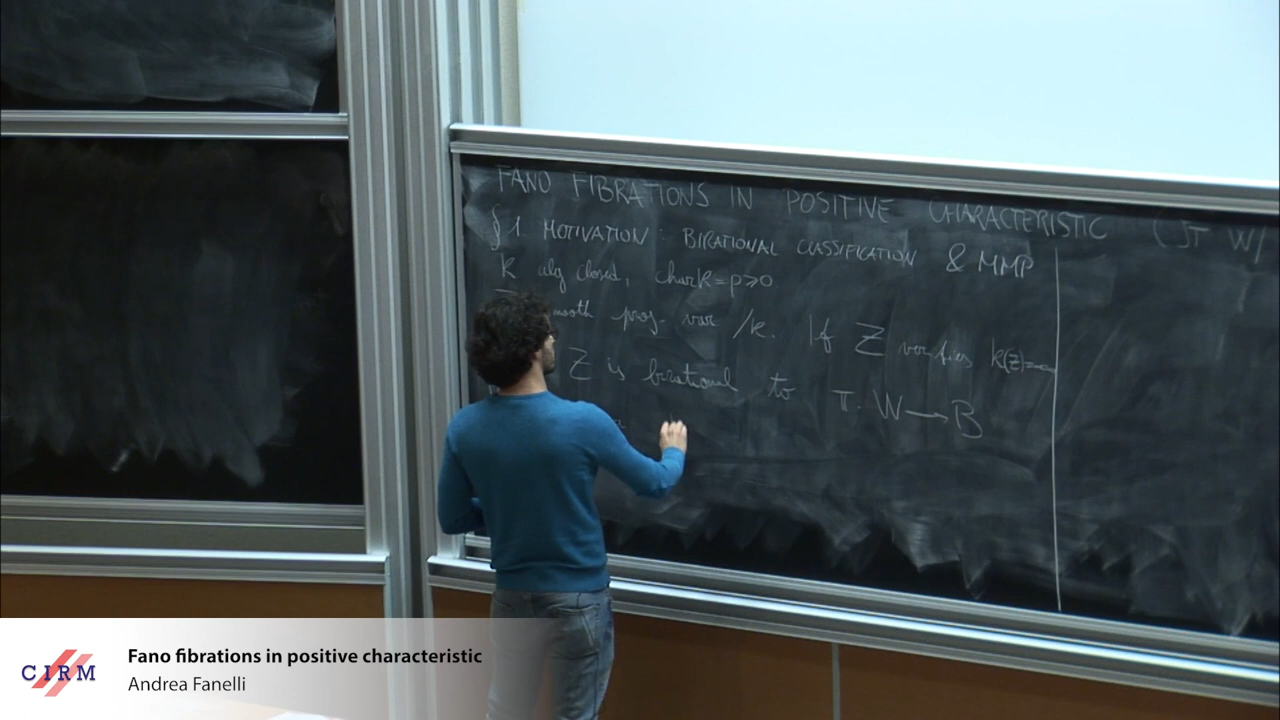 FANO FIBRATIONS IN POSITIVE CHARACTERISTIC (JT W/
§1 MOTIVATION: BIRATIONAL CLASSIFICATION & MMP
k alg closed, chark=p≥0
smooth proj. var /k. If Z verifies k(Z)=-∞
Z is birational to π: W→B
CIRM
Fano fibrations in positive characteristic
Andrea Fanelli